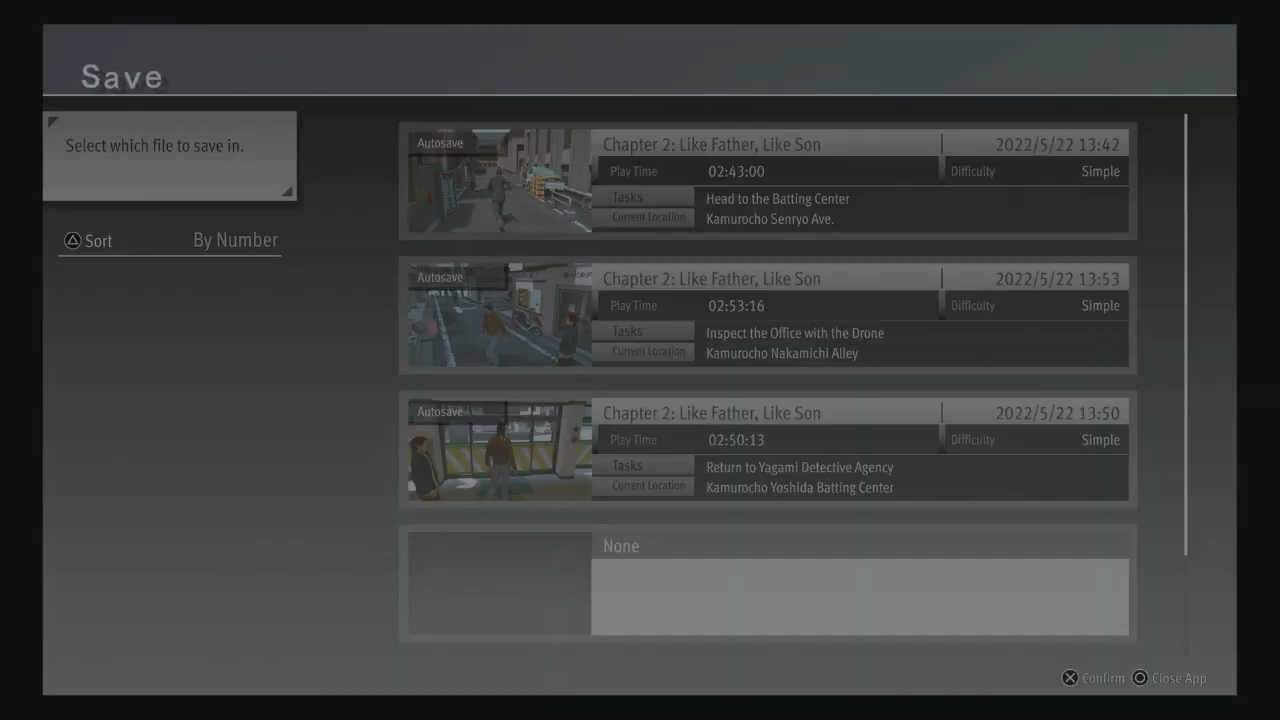 Save
Select which file to save in.
Sort By Number
Autosave
Chapter 2: Like Father, Like Son 2022/5/22 13:42
Play Time 02:43:00 Difficulty Simple
Tasks Head to the Batting Center
Current Location Kamurocho Senryo Ave.
Autosave
Chapter 2: Like Father, Like Son 2022/5/22 13:53
Play Time 02:53:16 Difficulty Simple
Tasks Inspect the Office with the Drone
Current Location Kamurocho Nakamichi Alley
Autosave
Chapter 2: Like Father, Like Son 2022/5/22 13:50
Play Time 02:50:13 Difficulty Simple
Tasks Return to Yagami Detective Agency
Current Location Kamurocho Yoshida Batting Center
None
Confirm Close App